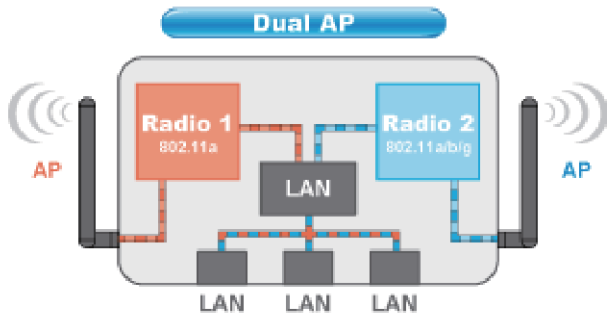 Dual AP
Radio 1
802.11a
Radio 2
802.11a/b/g
AP
AP
LAN
LAN
LAN
LAN